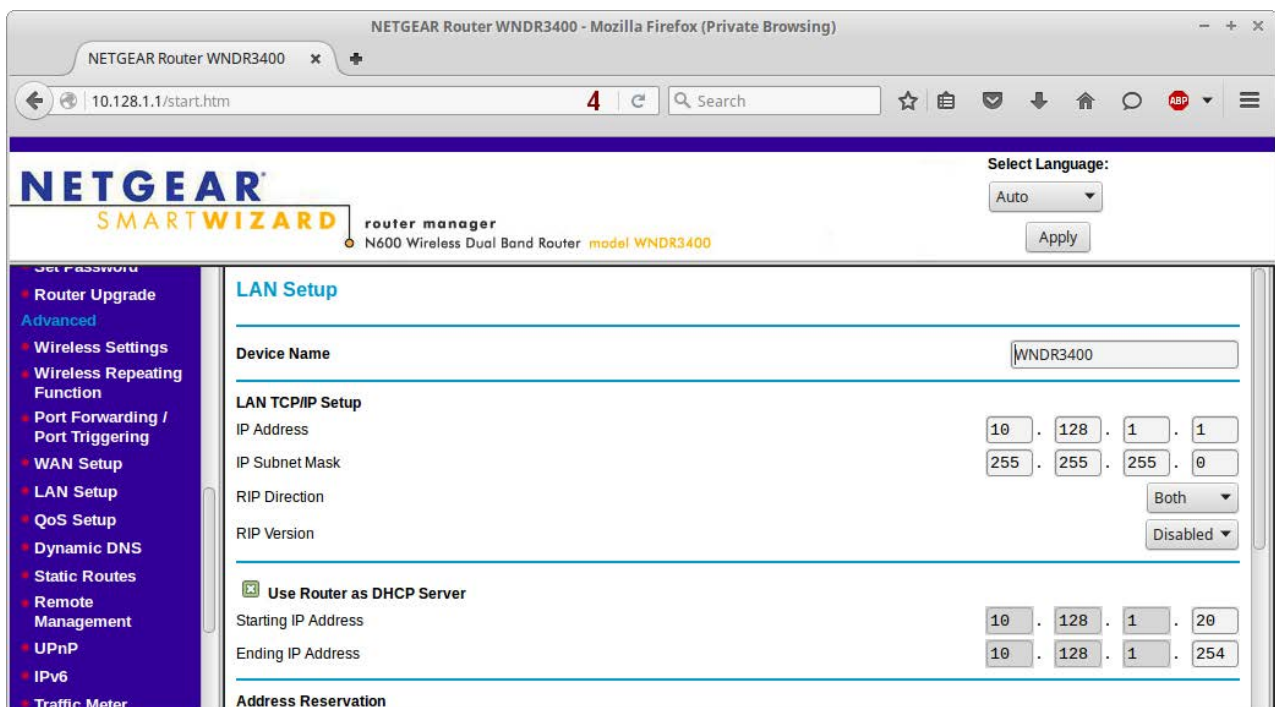 NETGEAR Router WNDR3400 - Mozilla Firefox (Private Browsing)
NETGEAR Router WNDR3400
10.128.1.1/start.htm 4 Search
ABP
Select Language:
Auto
Apply
NETGEAR
SMARTWIZARD
router manager
N600 Wireless Dual Band Router model WNDR3400
Set Password
Router Upgrade
Advanced
Wireless Settings
Wireless Repeating
Function
Port Forwarding /
Port Triggering
WAN Setup
LAN Setup
QoS Setup
Dynamic DNS
Static Routes
Remote
Management
UPnP
IPv6
Traffic Meter
LAN Setup
Device Name WNDR3400
LAN TCP/IP Setup
IP Address 10 . 128 . 1 . 1
IP Subnet Mask 255 . 255 . 255 . 0
RIP Direction Both
RIP Version Disabled
Use Router as DHCP Server
Starting IP Address 10 . 128 . 1 . 20
Ending IP Address 10 . 128 . 1 . 254
Address Reservation